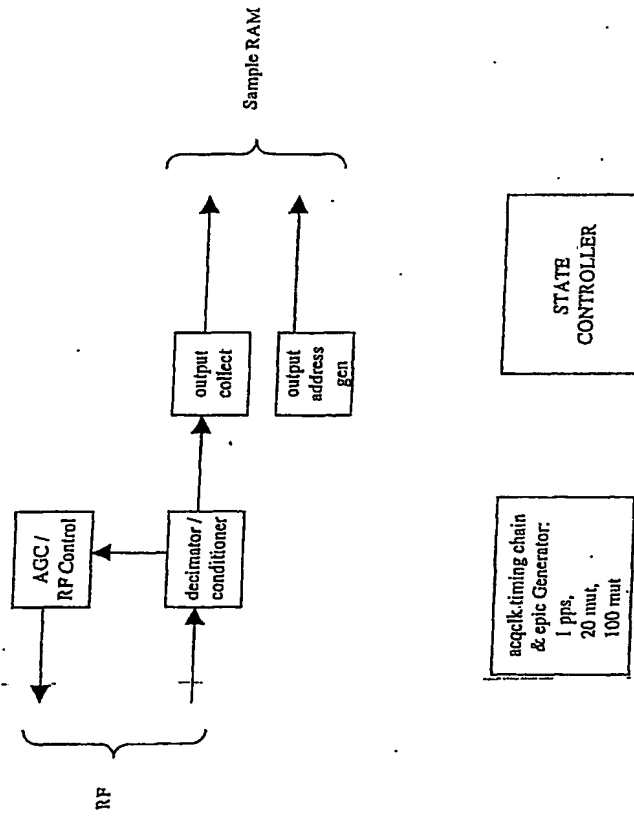 RF
AGC /
RF Control
decimator /
conditioner
output
collect
output
address
gen
Sample RAM
acqclk.timing chain
& epic Generator:
1 pps,
20 mut,
100 mut
STATE
CONTROLLER